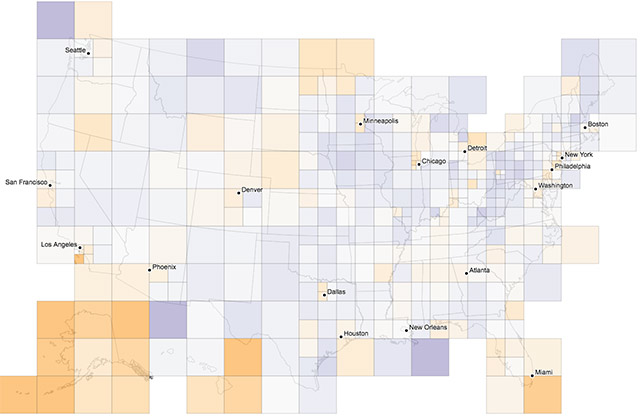 Seattle
Minneapolis
Boston
Detroit
New York
Chicago
Philadelphia
San Francisco
Denver
Washington
Los Angeles
Phoenix
Atlanta
Dallas
Houston
New Orleans
Miami